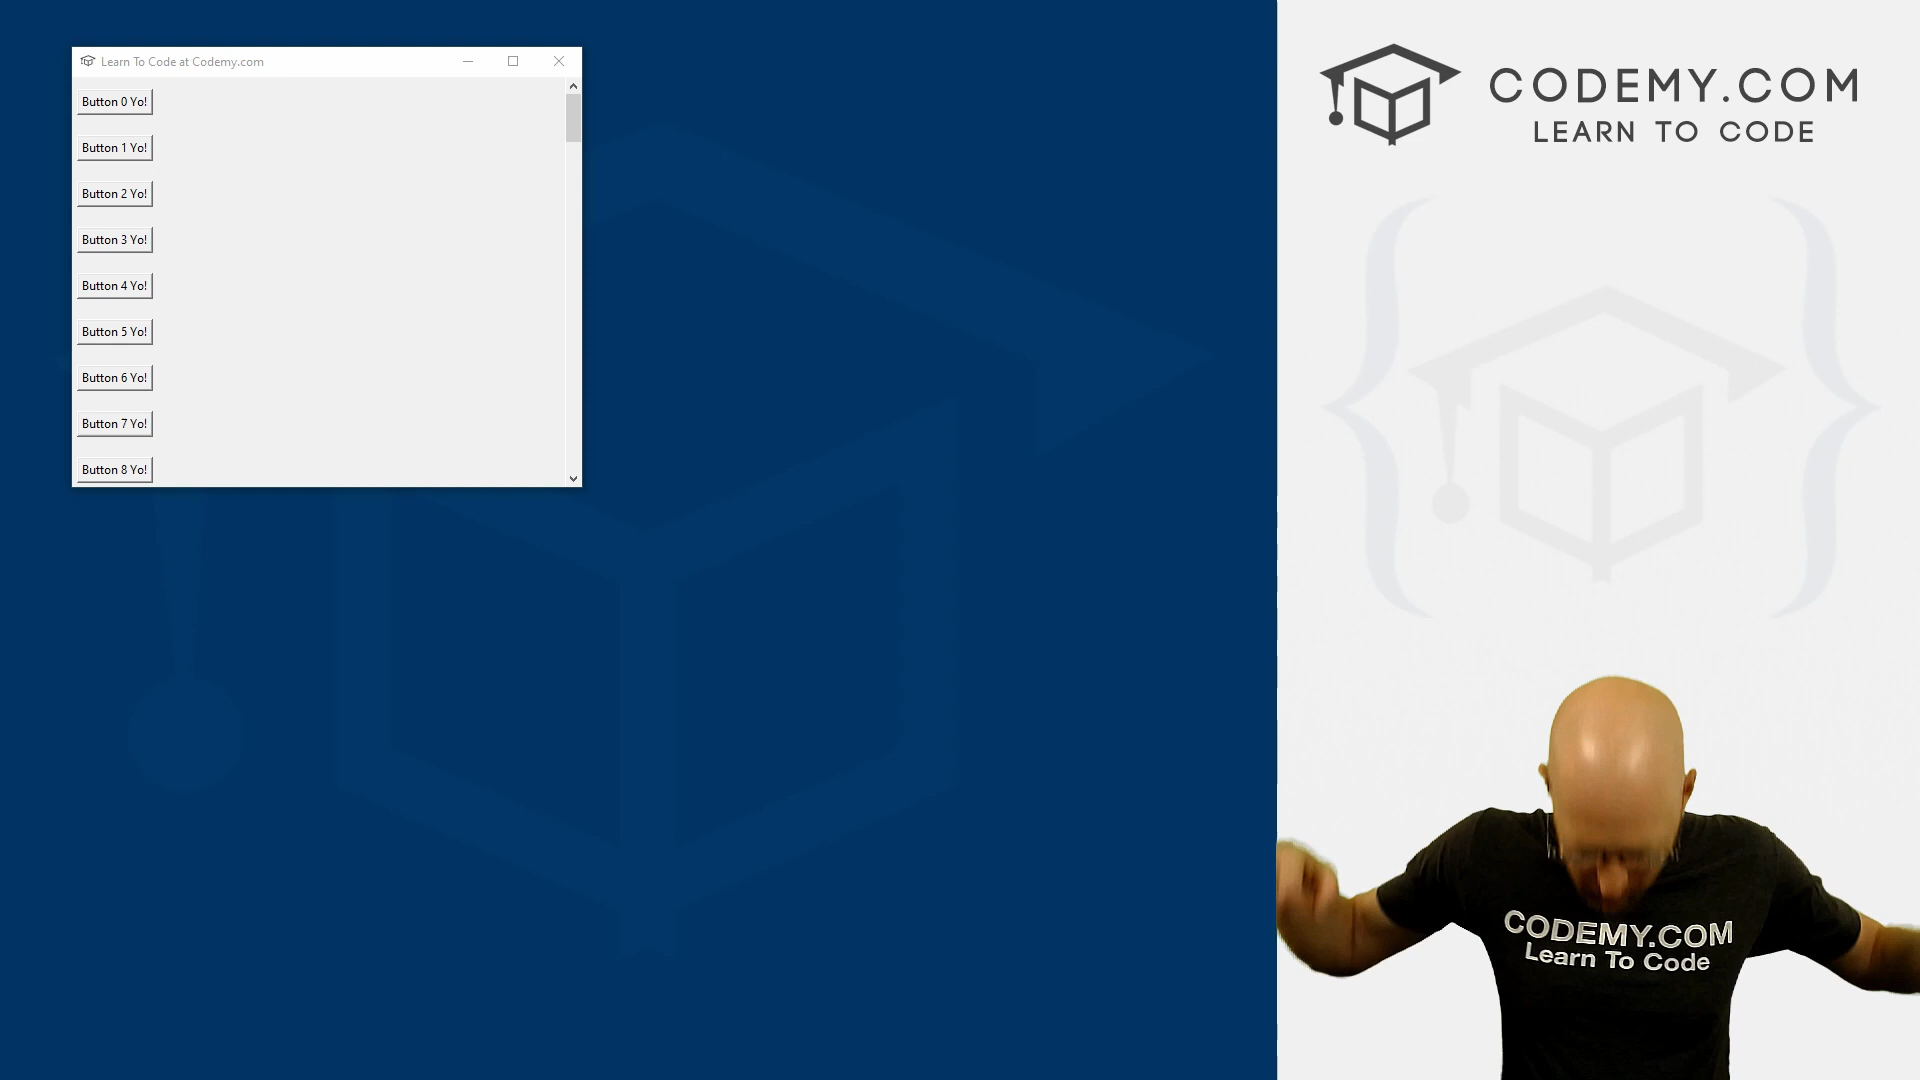 Learn To Code at Codemy.com
Button 0 Yo!
Button 1 Yo!
Button 2 Yo!
Button 3 Yo!
Button 4 Yo!
Button 5 Yo!
Button 6 Yo!
Button 7 Yo!
Button 8 Yo!
CODEMY.COM
LEARN TO CODE
CODEMY.COM
Learn To Code